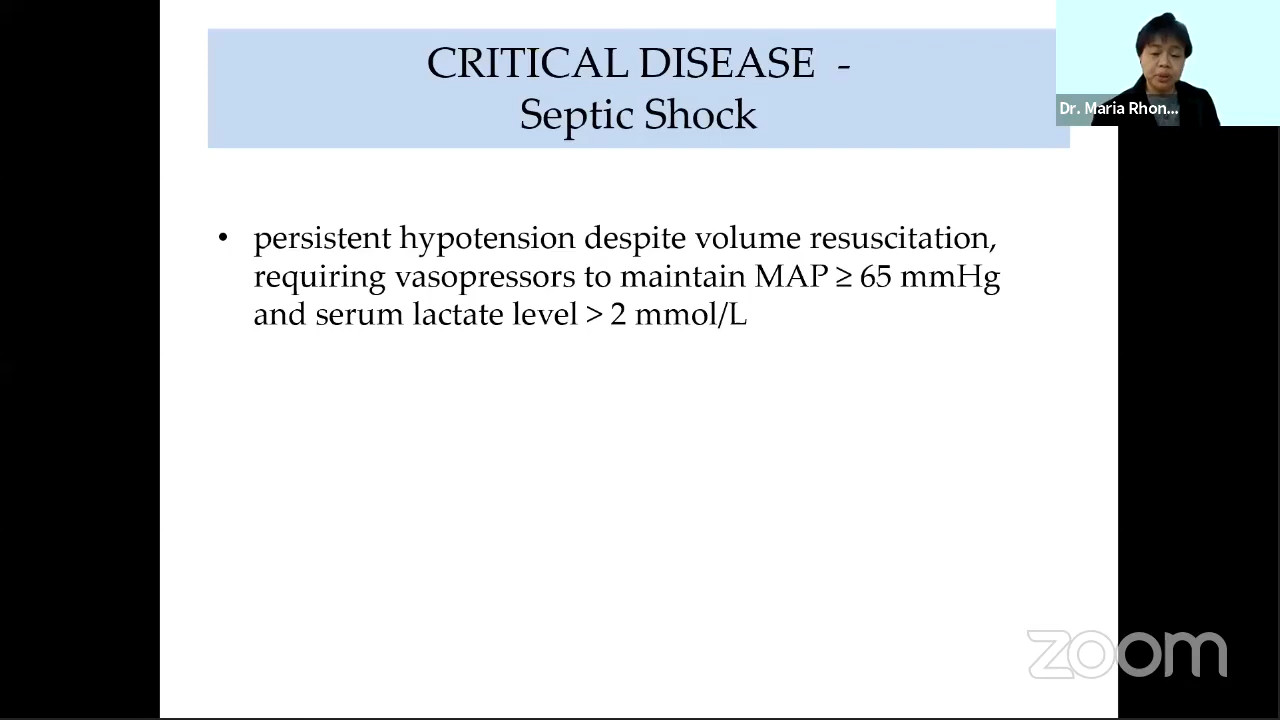 CRITICAL DISEASE -
Septic Shock
Dr. Maria Rhon...
• persistent hypotension despite volume resuscitation,
requiring vasopressors to maintain MAP ≥ 65 mmHg
and serum lactate level > 2 mmol/L
zoom